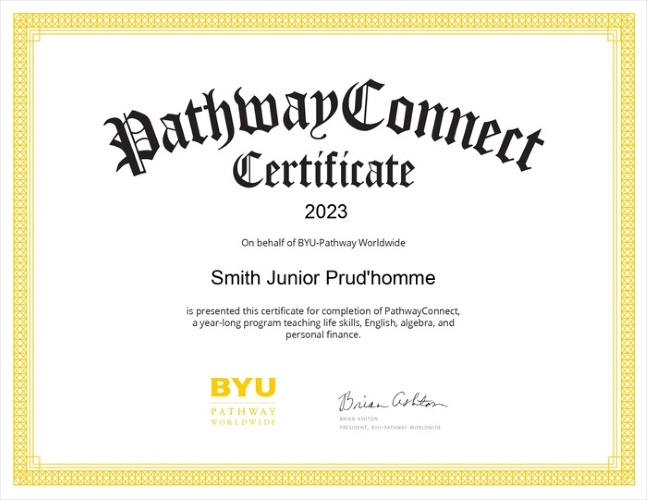 PathwayConnect
Certificate
2023
On behalf of BYU-Pathway Worldwide
Smith Junior Prud'homme
is presented this certificate for completion of PathwayConnect,
a year-long program teaching life skills, English, algebra, and
personal finance.
BYU
PATHWAY
WORLDWIDE
Brian Ashton
BRIAN ASHTON
PRESIDENT, BYU-PATHWAY WORLDWIDE